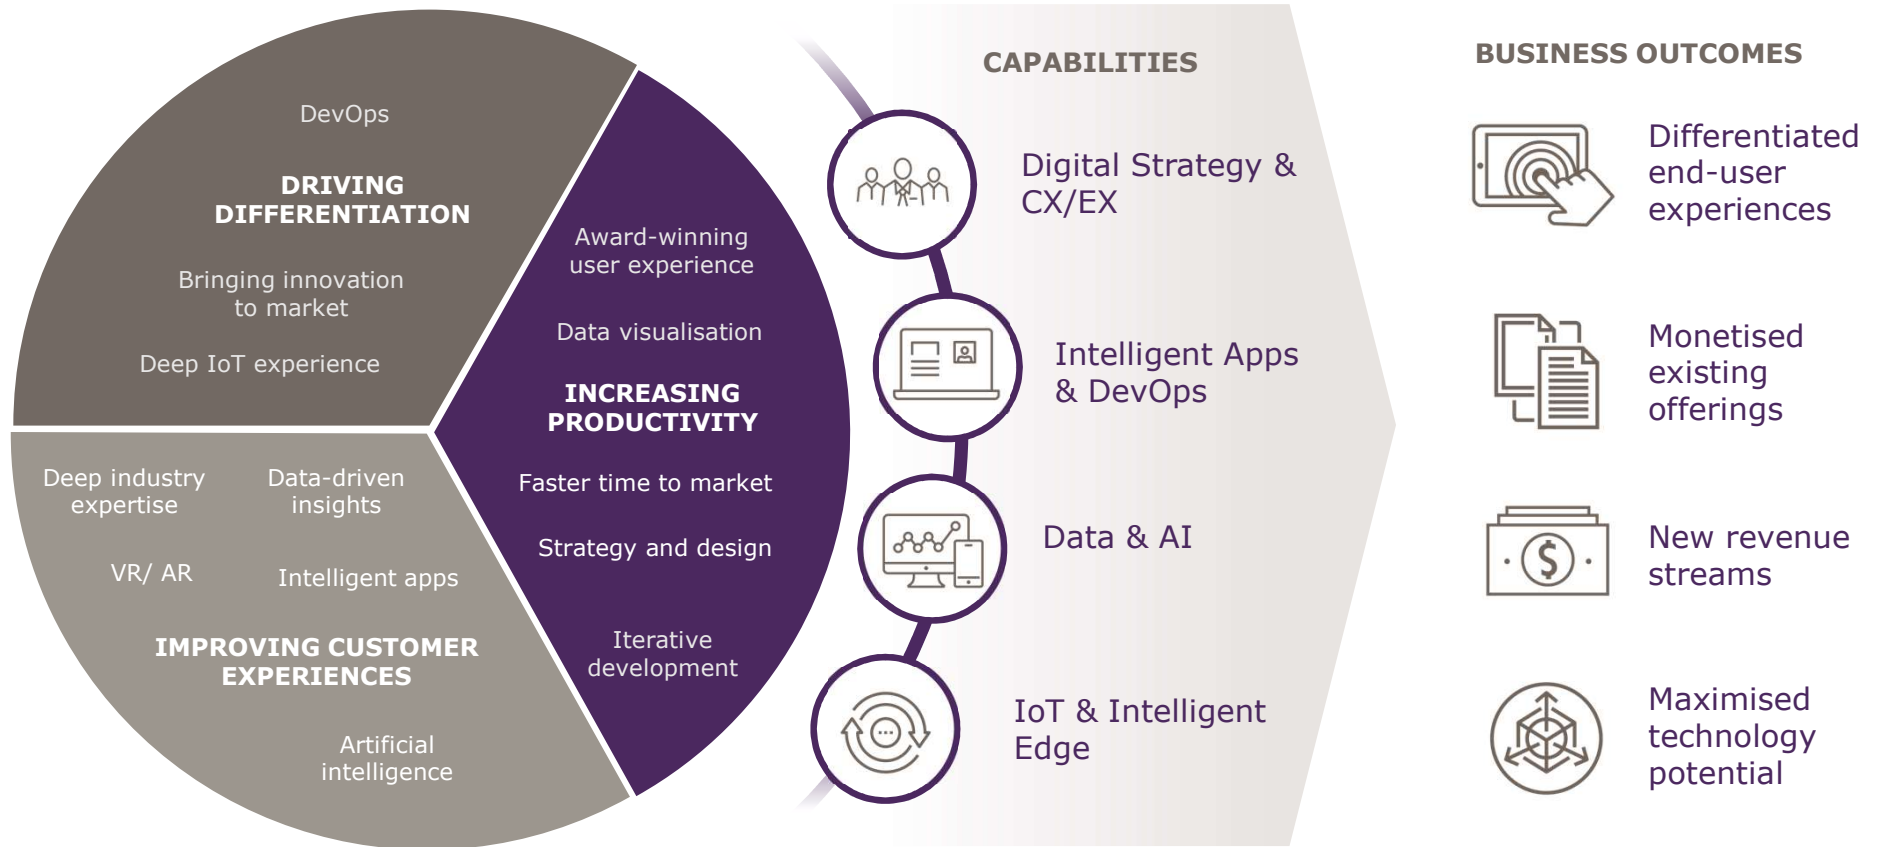 DevOps
DRIVING
DIFFERENTIATION
Bringing innovation
to market
Deep IoT experience
Award-winning
user experience
Data visualisation
INCREASING
PRODUCTIVITY
Faster time to market
Strategy and design
Iterative
development
Deep industry
expertise
Data-driven
insights
VR/ AR
Intelligent apps
IMPROVING CUSTOMER
EXPERIENCES
Artificial
intelligence
CAPABILITIES
Digital Strategy &
CX/EX
Intelligent Apps
& DevOps
Data & AI
IoT & Intelligent
Edge
BUSINESS OUTCOMES
Differentiated
end-user
experiences
Monetised
existing
offerings
$
New revenue
streams
Maximised
technology
potential